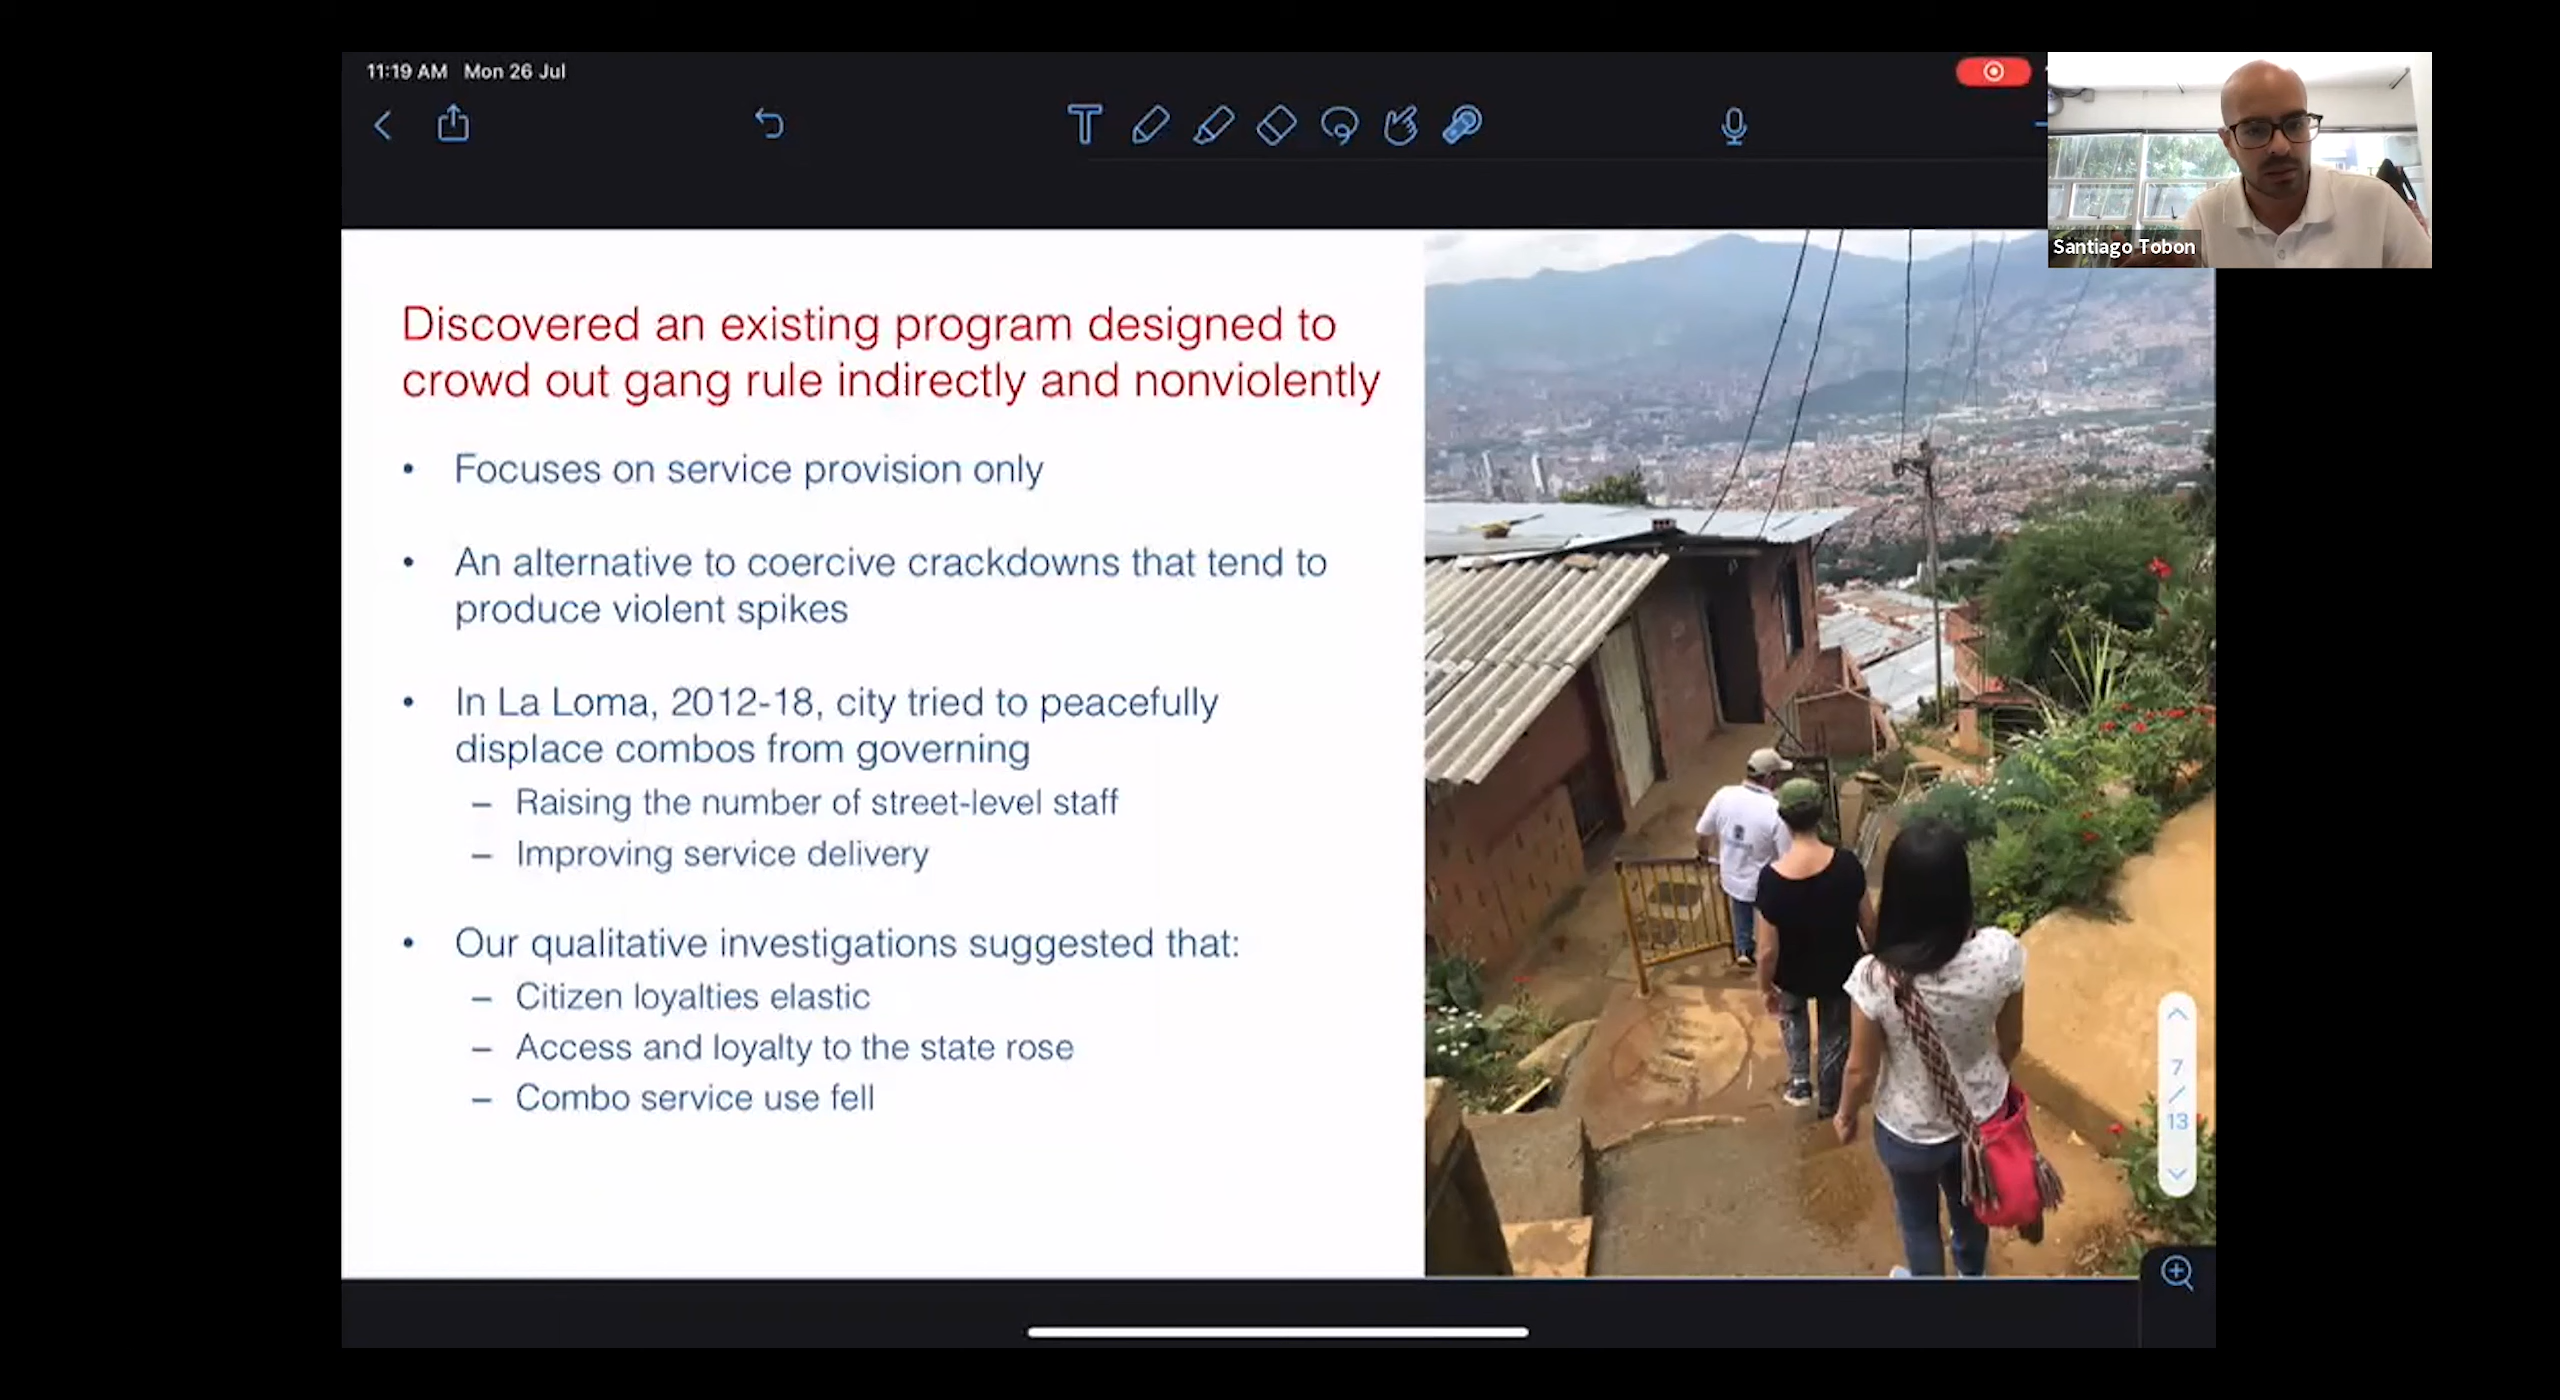 11:19 AM Mon 26 Jul
Santiago Tobon
Discovered an existing program designed to
crowd out gang rule indirectly and nonviolently
• Focuses on service provision only
• An alternative to coercive crackdowns that tend to
produce violent spikes
• In La Loma, 2012-18, city tried to peacefully
displace combos from governing
– Raising the number of street-level staff
– Improving service delivery
• Our qualitative investigations suggested that:
– Citizen loyalties elastic
– Access and loyalty to the state rose
– Combo service use fell
7
/
13